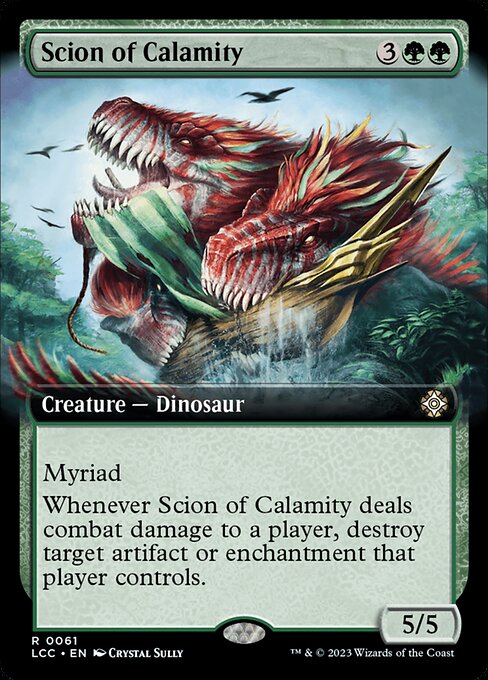 Scion of Calamity 3
Creature — Dinosaur
Myriad
Whenever Scion of Calamity deals
combat damage to a player, destroy
target artifact or enchantment that
player controls.
5/5
R 0061
LCC • EN Crystal Sully
™ & © 2023 Wizards of the Coast